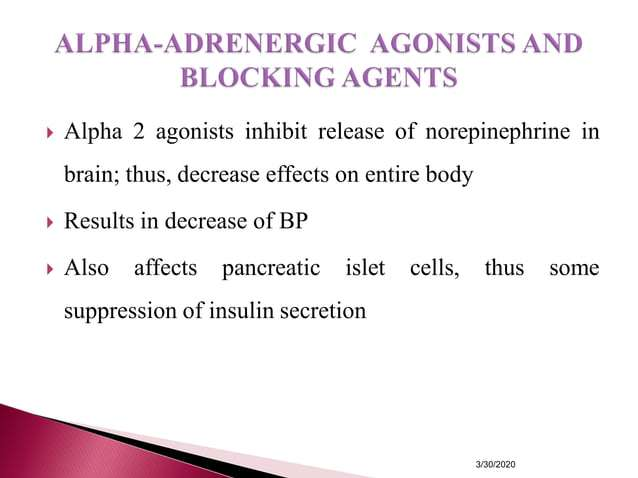 ALPHA-ADRENERGIC AGONISTS AND
BLOCKING AGENTS
Alpha 2 agonists inhibit release of norepinephrine in
brain; thus, decrease effects on entire body
Results in decrease of BP
Also affects pancreatic islet cells, thus some
suppression of insulin secretion
3/30/2020